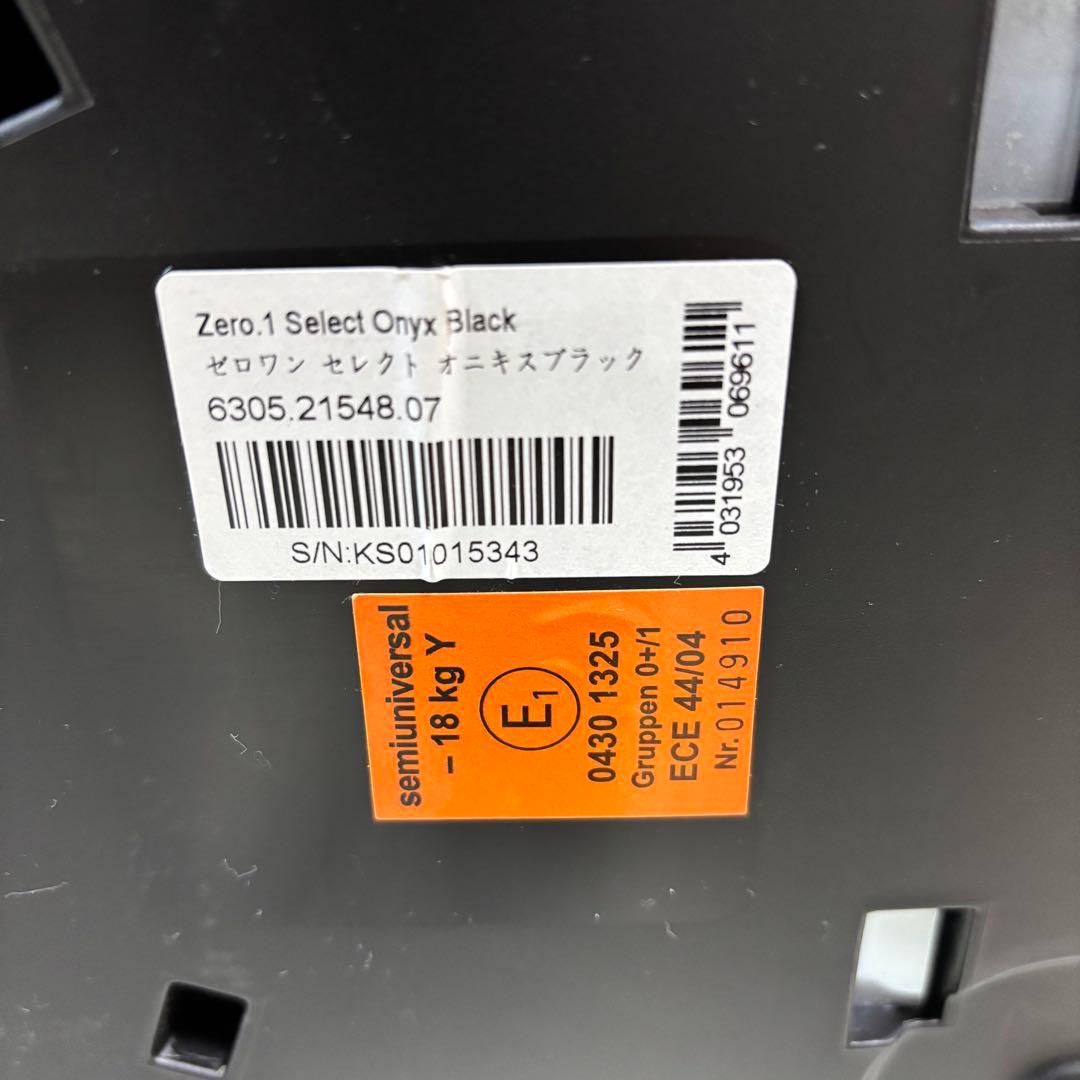 Zero.1 Select Onyx Black
ゼロワン セレクト オニキスブラック
6305.21548.07
S/N:KS01015343
4 031953 069611
semiuniversal
– 18 kg Y
E1
0430 1325
Gruppen 0+/1
ECE 44/04
Nr. 014910